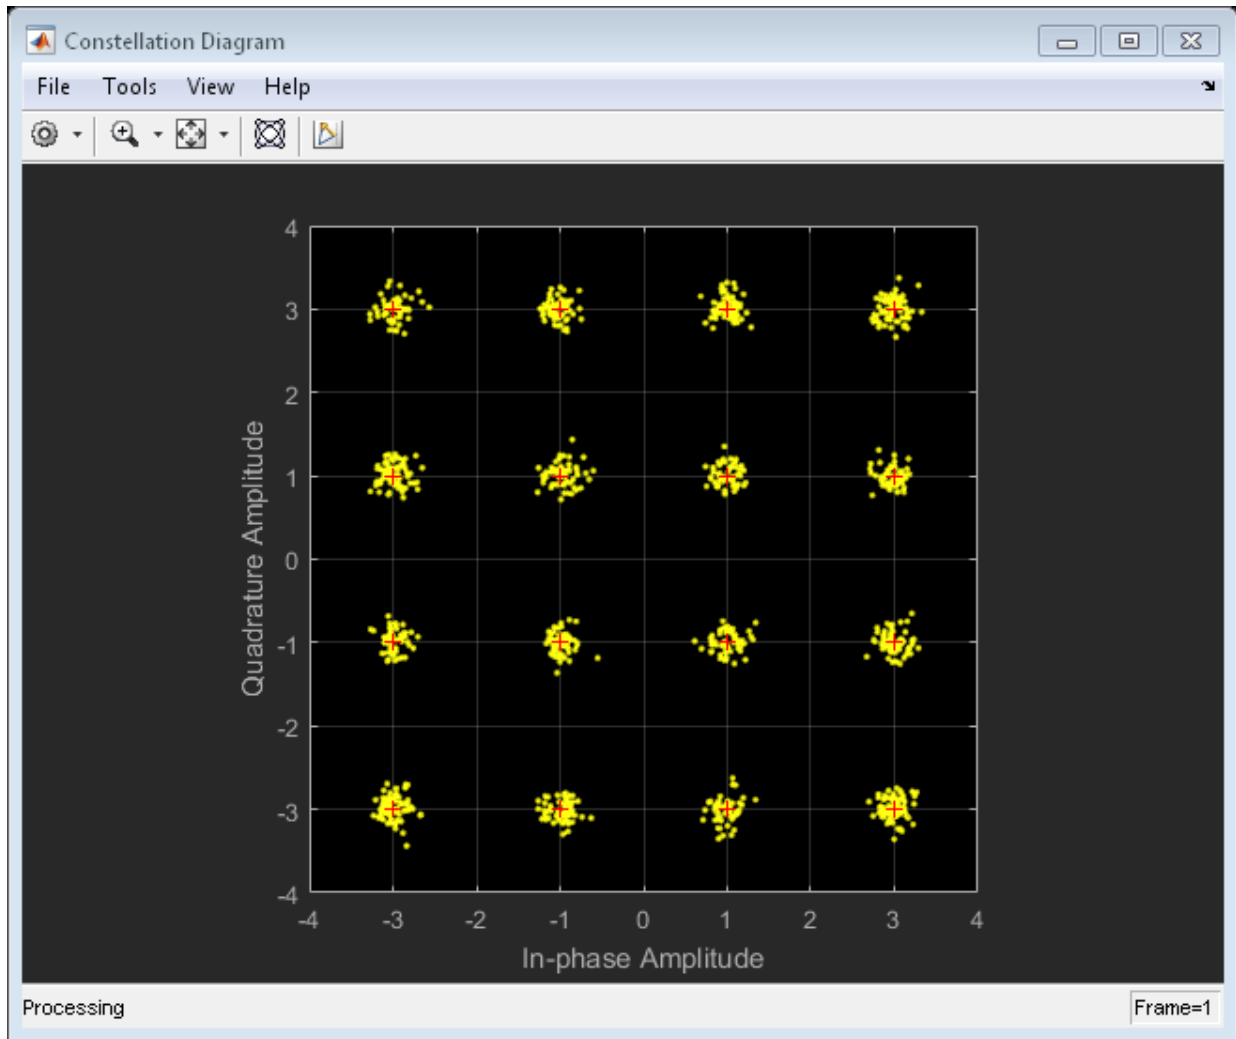 Constellation Diagram
File Tools View Help
4
3
2
1
0
-1
-2
-3
-4
Quadrature Amplitude
-4 -3 -2 -1 0 1 2 3 4
In-phase Amplitude
Processing Frame=1